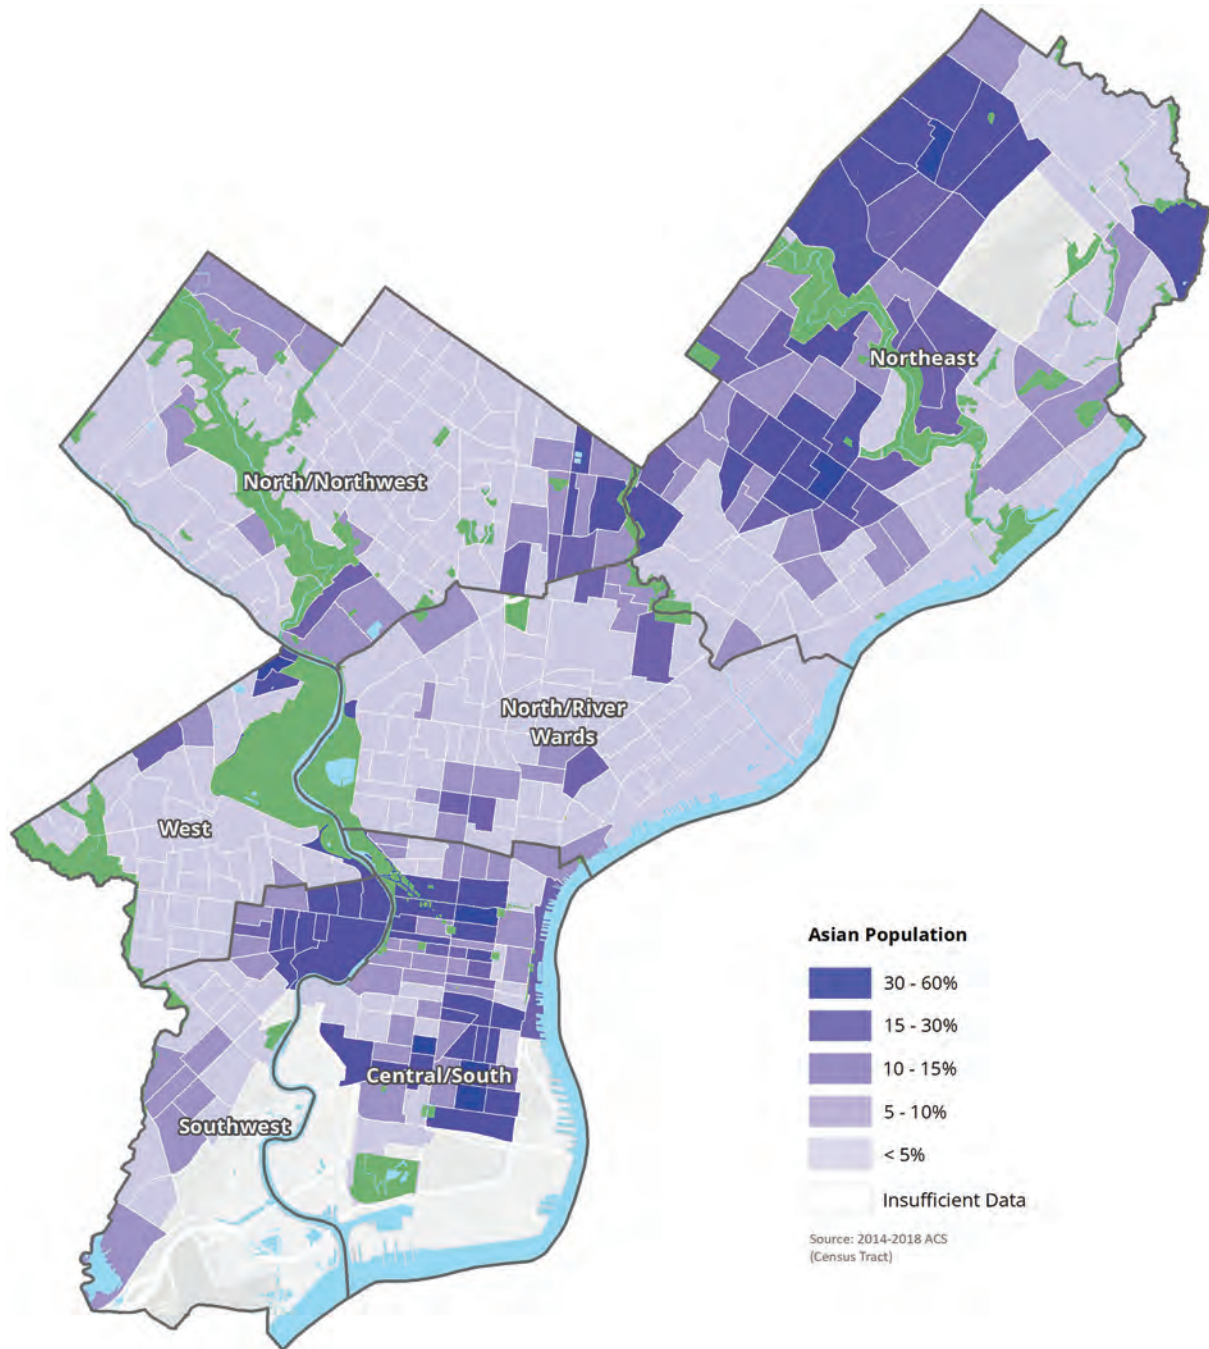 Northeast
North/Northwest
North/River
Wards
West
Central/South
Southwest
Asian Population
30 - 60%
15 - 30%
10 - 15%
5 - 10%
< 5%
Insufficient Data
Source: 2014-2018 ACS
(Census Tract)